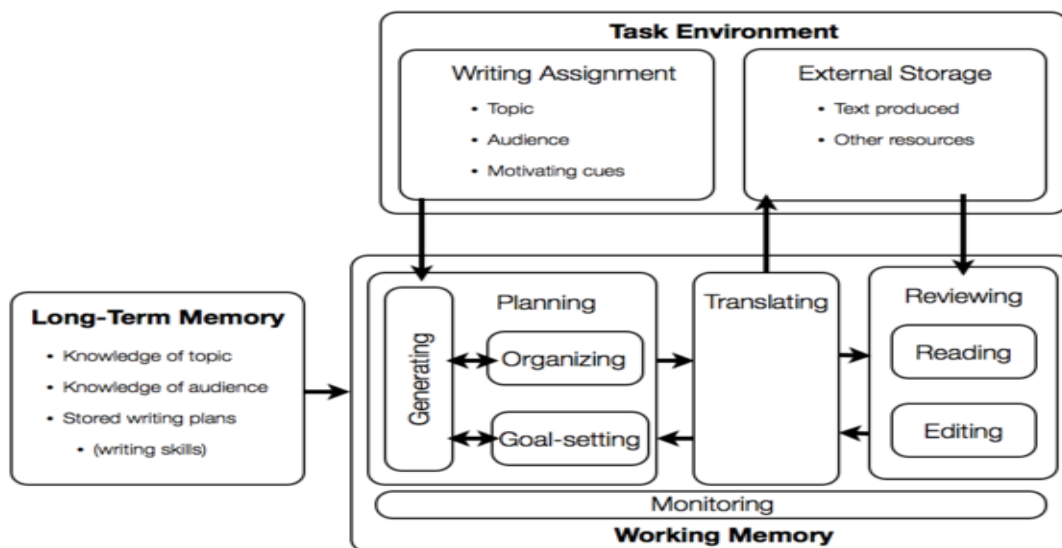 Task Environment
Writing Assignment
• Topic
• Audience
• Motivating cues
External Storage
• Text produced
• Other resources
Long-Term Memory
• Knowledge of topic
• Knowledge of audience
• Stored writing plans
• (writing skills)
Planning
Generating
Organizing
Goal-setting
Translating
Reviewing
Reading
Editing
Monitoring
Working Memory